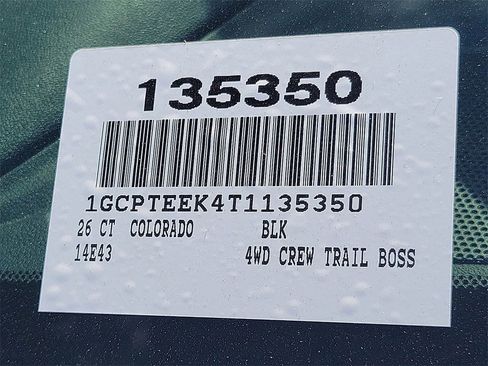 135350
1GCPTEEK4T1135350
26 CT COLORADO BLK
14E43 4WD CREW TRAIL BOSS